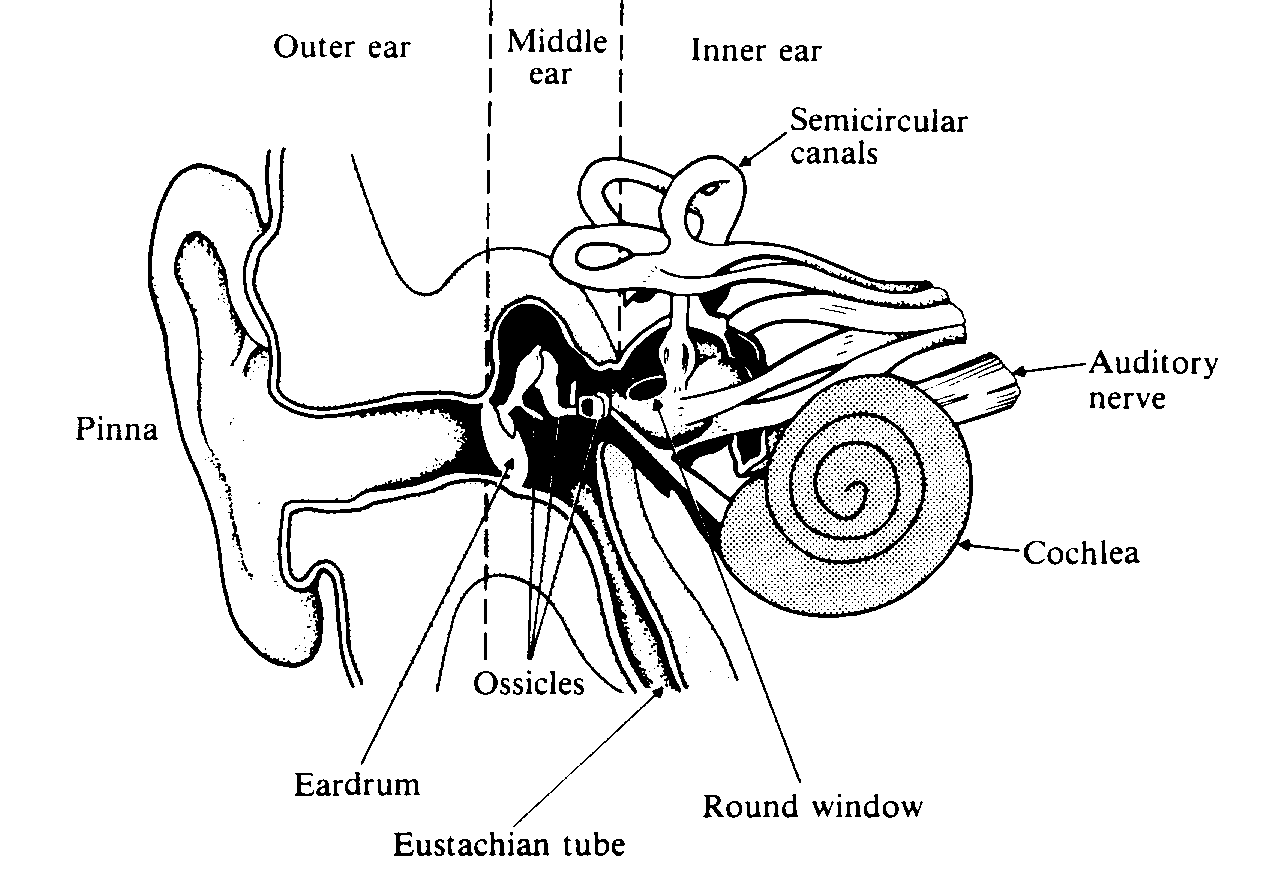 Outer ear
Middle
ear
Inner ear
Semicircular
canals
Auditory
nerve
Pinna
Cochlea
Ossicles
Eardrum
Round window
Eustachian tube